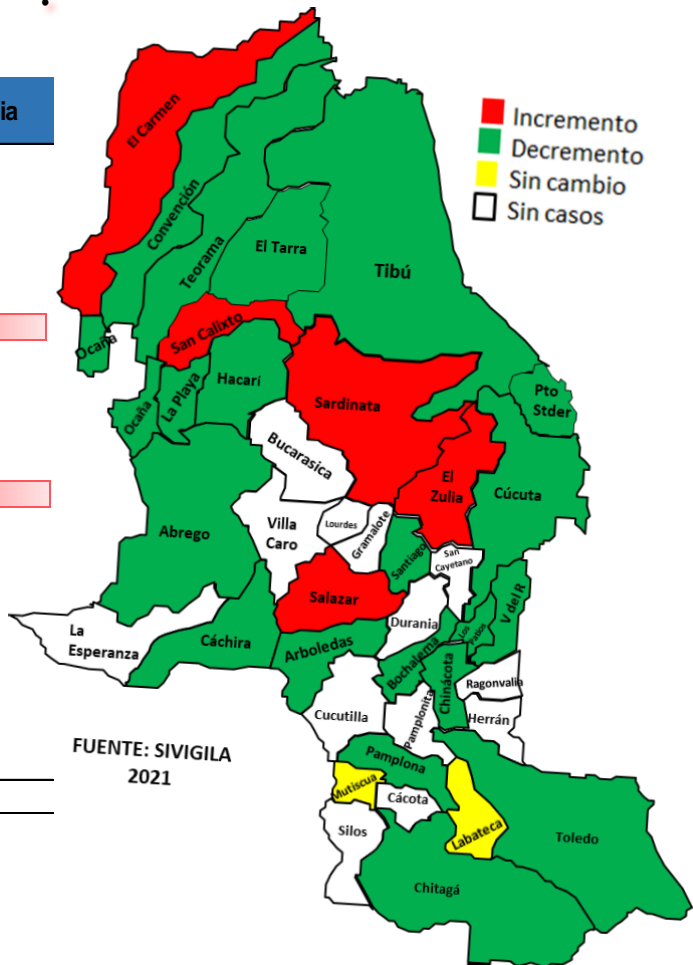 ia
Incremento
Decremento
Sin cambio
Sin casos
El Carmen
Convención
Teorama
El Tarra
Tibú
San Calixto
Ocaña
La Playa
Hacarí
Ocaña
Sardinata
Pto
Stder
Bucarasica
El
Zulia
Cúcuta
Abrego
Villa
Caro
Lourdes
Gramalote
Santiago
San
Cayetano
Salazar
Durania
Los
Patios
V del R
La
Esperanza
Cáchira
Arboledas
Bochalema
Chinácota
Ragonvalia
Cucutilla
Pamplonita
Herrán
FUENTE: SIVIGILA
2021
Pamplona
Mutiscua
Cácota
Labateca
Silos
Toledo
Chitagá